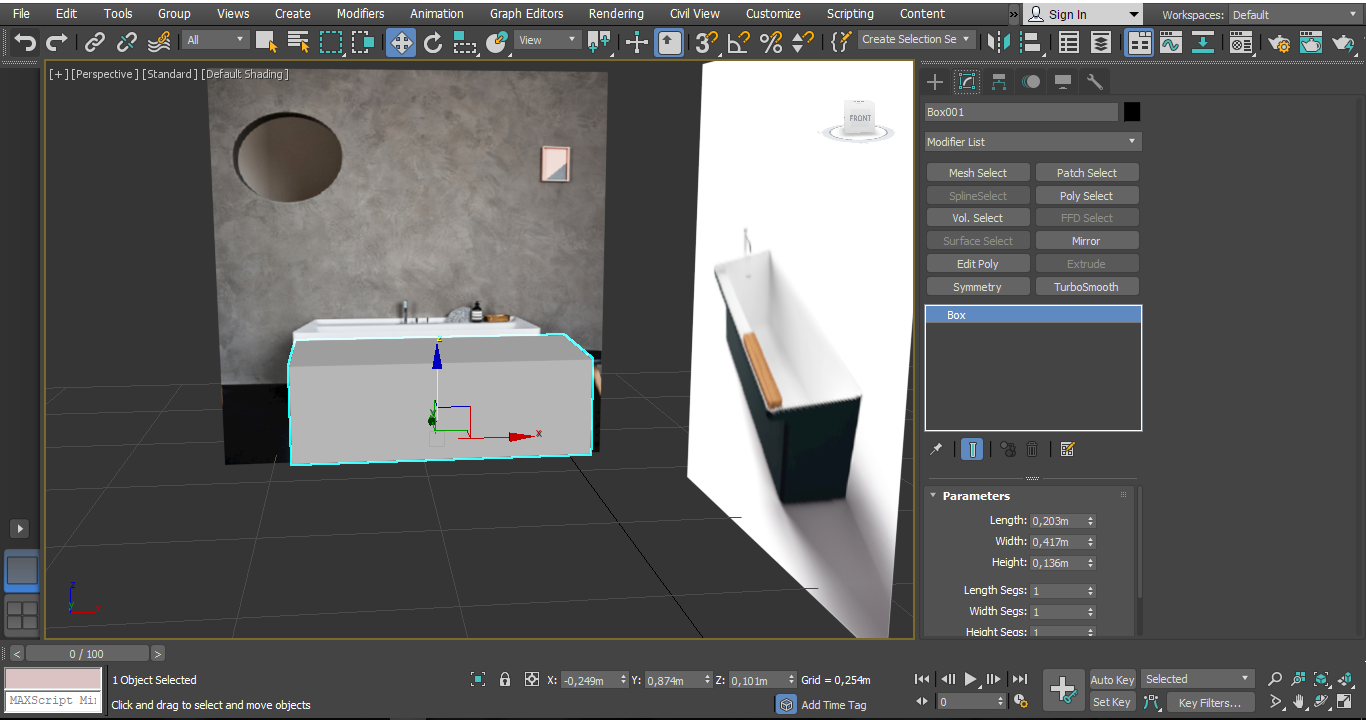 File Edit Tools Group Views Create Modifiers Animation Graph Editors Rendering Civil View Customize Scripting Content » Sign In Workspaces: Default
All View Create Selection Se
[+] [Perspective] [Standard] [Default Shading]
FRONT
Box001
Modifier List
Mesh Select Patch Select
SplineSelect Poly Select
Vol. Select FFD Select
Surface Select Mirror
Edit Poly Extrude
Symmetry TurboSmooth
Box
z
y
x
Parameters
Length: 0,203m
Width: 0,417m
Height: 0,136m
Length Segs: 1
Width Segs: 1
Height Segs: 1
z
y
x
< 0 / 100 >
1 Object Selected X: -0,249m Y: 0,874m Z: 0,101m Grid = 0,254m Auto Key Selected
MAXScript Mi Click and drag to select and move objects Add Time Tag 0 Set Key Key Filters...